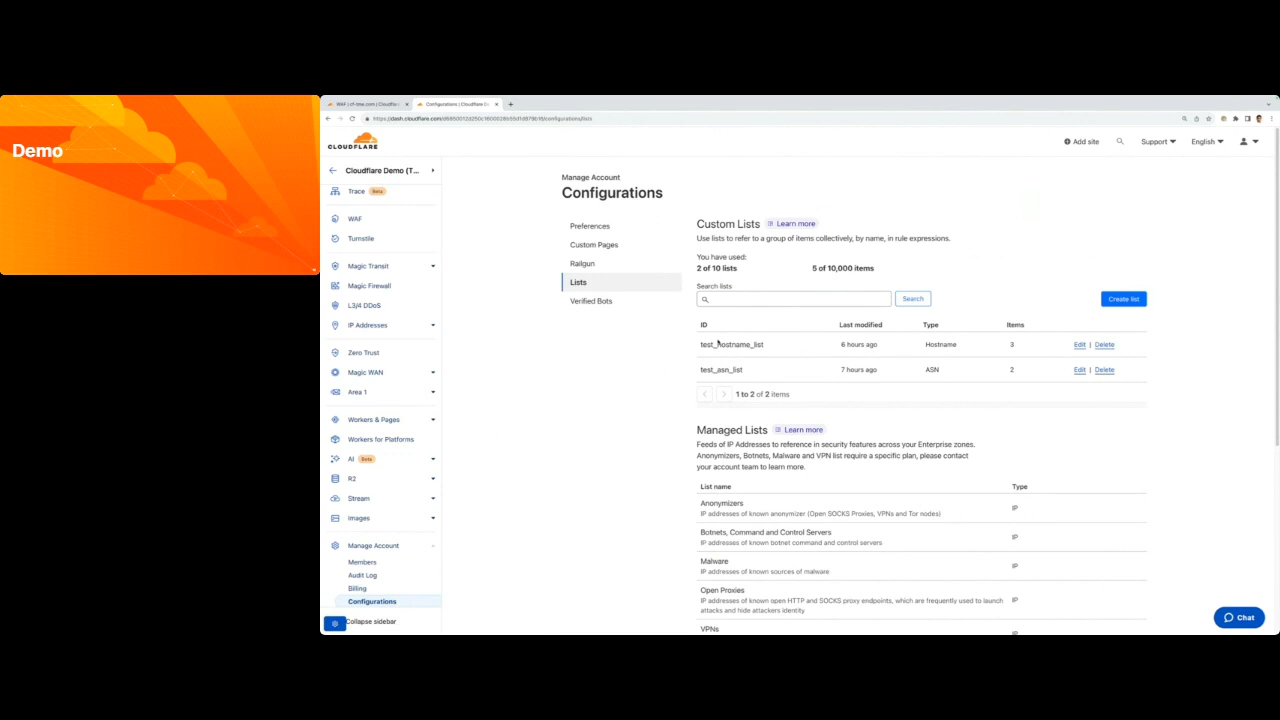 Demo
WAF | cf-tme.com | Cloudflare
Configurations | Cloudflare D
CLOUDFLARE
Add site
Support
English
Cloudflare Demo (T...
Trace Beta
WAF
Turnstile
Magic Transit
Magic Firewall
L3/4 DDoS
IP Addresses
Zero Trust
Magic WAN
Area 1
Workers & Pages
Workers for Platforms
AI Beta
R2
Stream
Images
Manage Account
Members
Audit Log
Billing
Configurations
Collapse sidebar
Manage Account
Configurations
Preferences
Custom Pages
Railgun
Lists
Verified Bots
Custom Lists Learn more
Use lists to refer to a group of items collectively, by name, in rule expressions.
You have used:
2 of 10 lists 5 of 10,000 items
Search lists
Search
Create list
ID Last modified Type Items
test_hostname_list 6 hours ago Hostname 3 Edit | Delete
test_asn_list 7 hours ago ASN 2 Edit | Delete
1 to 2 of 2 items
Managed Lists Learn more
Feeds of IP Addresses to reference in security features across your Enterprise zones.
Anonymizers, Botnets, Malware and VPN list require a specific plan, please contact
your account team to learn more.
List name Type
Anonymizers
IP addresses of known anonymizer (Open SOCKS Proxies, VPNs and Tor nodes) IP
Botnets, Command and Control Servers
IP addresses of known botnet command and control servers IP
Malware
IP addresses of known sources of malware IP
Open Proxies
IP addresses of known open HTTP and SOCKS proxy endpoints, which are frequently used to launch IP
attacks and hide attackers identity
VPNs
IP
Chat